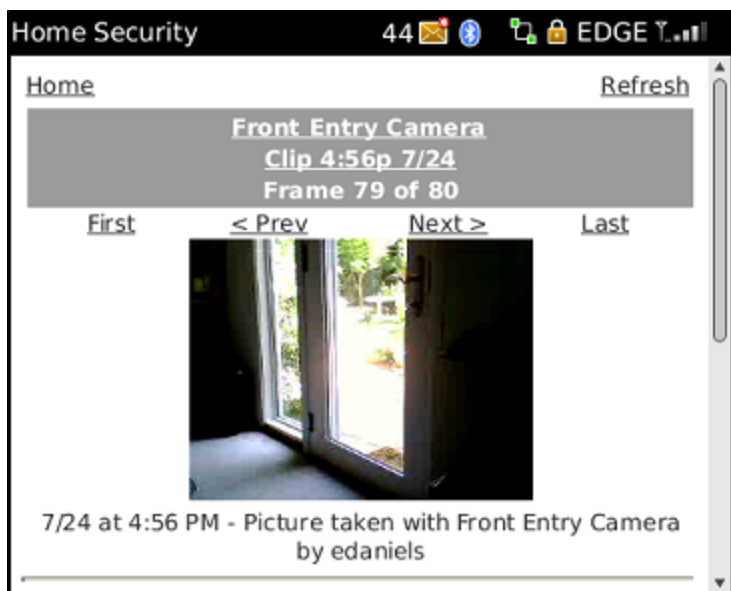 Home Security 44 EDGE
Home Refresh
Front Entry Camera
Clip 4:56p 7/24
Frame 79 of 80
First < Prev Next > Last
7/24 at 4:56 PM - Picture taken with Front Entry Camera
by edaniels